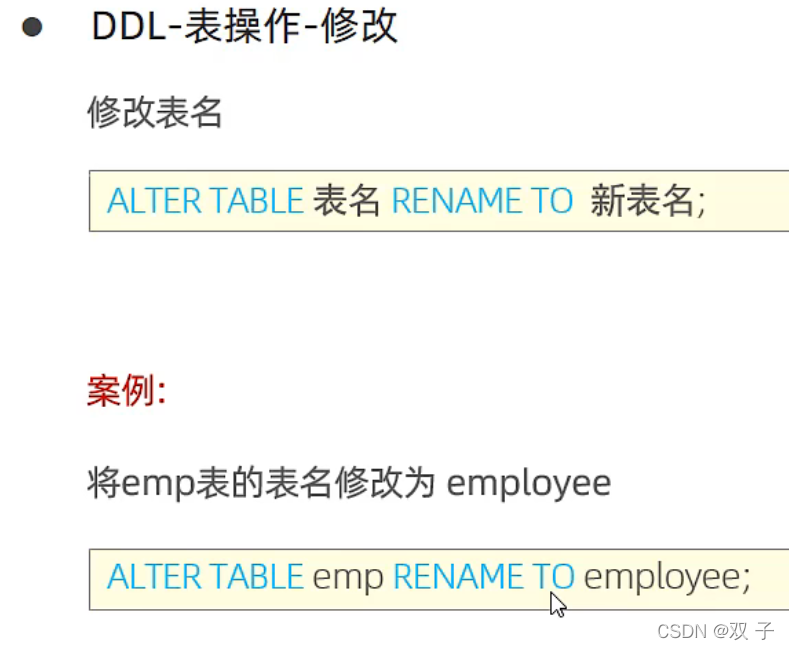 DDL-表操作-修改
修改表名
ALTER TABLE 表名 RENAME TO 新表名;
案例:
将emp表的表名修改为 employee
ALTER TABLE emp RENAME TO employee;
CSDN @双 子